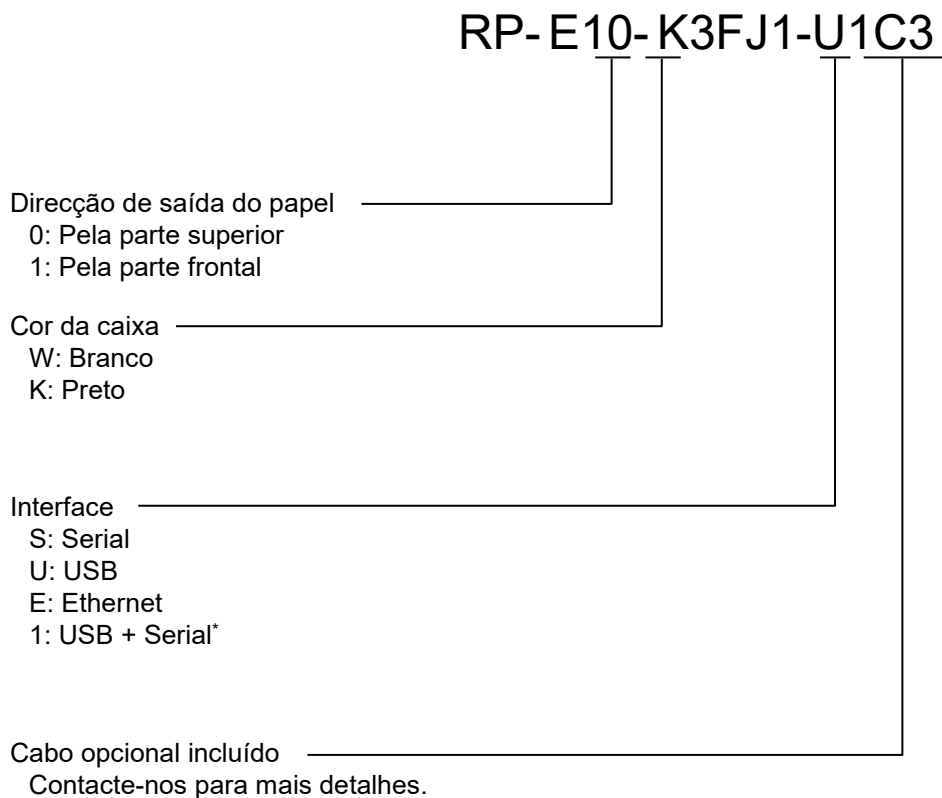 RP- E10- K3FJ1-U1C3
Direcção de saída do papel
0: Pela parte superior
1: Pela parte frontal
Cor da caixa
W: Branco
K: Preto
Interface
S: Serial
U: USB
E: Ethernet
1: USB + Serial*
Cabo opcional incluído
Contacte-nos para mais detalhes.